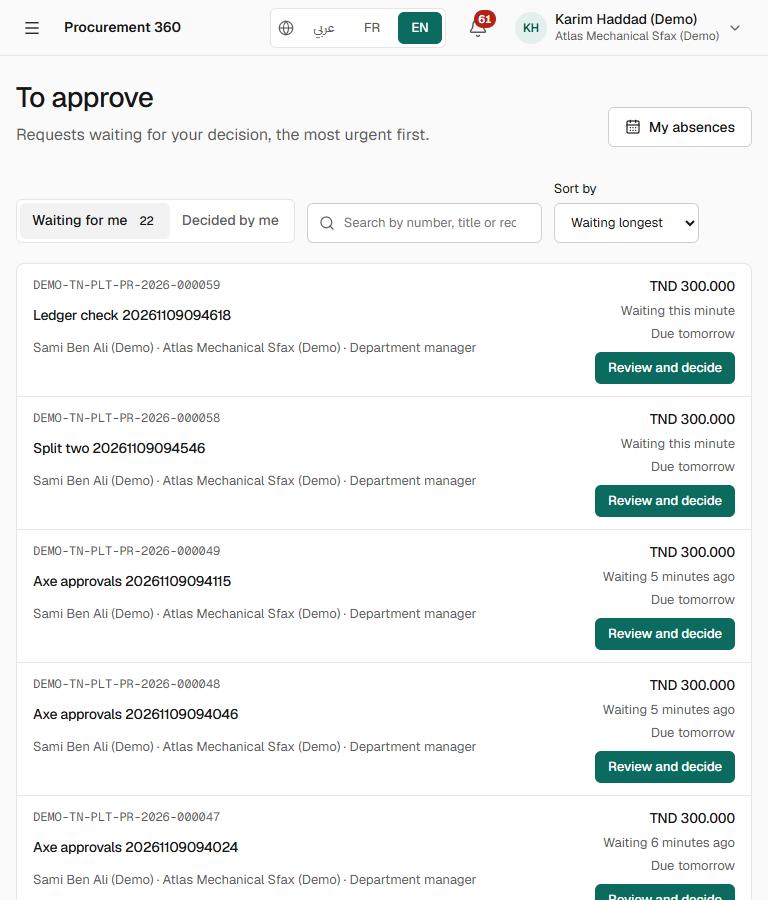 Procurement 360
عربي
FR
EN
61
KH
Karim Haddad (Demo)
Atlas Mechanical Sfax (Demo)
To approve
Requests waiting for your decision, the most urgent first.
My absences
Sort by
Waiting for me 22
Decided by me
Search by number, title or rec
Waiting longest
DEMO-TN-PLT-PR-2026-000059
TND 300.000
Ledger check 20261109094618
Waiting this minute
Due tomorrow
Sami Ben Ali (Demo) · Atlas Mechanical Sfax (Demo) · Department manager
Review and decide
DEMO-TN-PLT-PR-2026-000058
TND 300.000
Split two 20261109094546
Waiting this minute
Due tomorrow
Sami Ben Ali (Demo) · Atlas Mechanical Sfax (Demo) · Department manager
Review and decide
DEMO-TN-PLT-PR-2026-000049
TND 300.000
Axe approvals 20261109094115
Waiting 5 minutes ago
Due tomorrow
Sami Ben Ali (Demo) · Atlas Mechanical Sfax (Demo) · Department manager
Review and decide
DEMO-TN-PLT-PR-2026-000048
TND 300.000
Axe approvals 20261109094046
Waiting 5 minutes ago
Due tomorrow
Sami Ben Ali (Demo) · Atlas Mechanical Sfax (Demo) · Department manager
Review and decide
DEMO-TN-PLT-PR-2026-000047
TND 300.000
Axe approvals 20261109094024
Waiting 6 minutes ago
Due tomorrow
Sami Ben Ali (Demo) · Atlas Mechanical Sfax (Demo) · Department manager
Review and decide